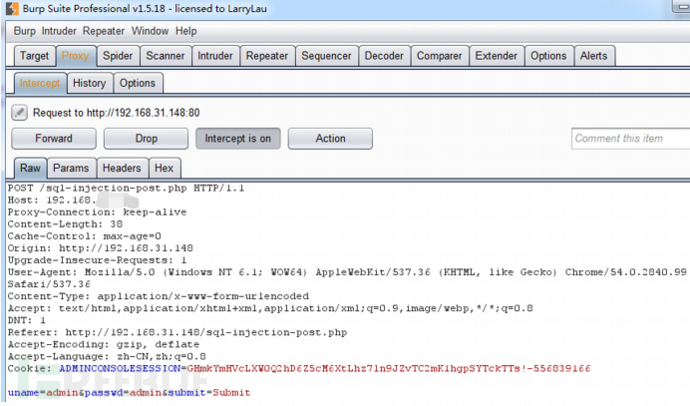 Burp Suite Professional v1.5.18 - licensed to LarryLau
Burp Intruder Repeater Window Help
Target Proxy Spider Scanner Intruder Repeater Sequencer Decoder Comparer Extender Options Alerts
Intercept History Options
Request to http://192.168.31.148:80
Forward Drop Intercept is on Action Comment this item
Raw Params Headers Hex
POST /sql-injection-post.php HTTP/1.1
Host: 192.168.
Proxy-Connection: keep-alive
Content-Length: 38
Cache-Control: max-age=0
Origin: http://192.168.31.148
Upgrade-Insecure-Requests: 1
User-Agent: Mozilla/5.0 (Windows NT 6.1; WOW64) AppleWebKit/537.36 (KHTML, like Gecko) Chrome/54.0.2840.99
Safari/537.36
Content-Type: application/x-www-form-urlencoded
Accept: text/html,application/xhtml+xml,application/xml;q=0.9,image/webp,*/*;q=0.8
DNT: 1
Referer: http://192.168.31.148/sql-injection-post.php
Accept-Encoding: gzip, deflate
Accept-Language: zh-CN,zh;q=0.8
Cookie: ADMINCONSOLESESSION=
uname=admin&passwd=admin&submit=Submit